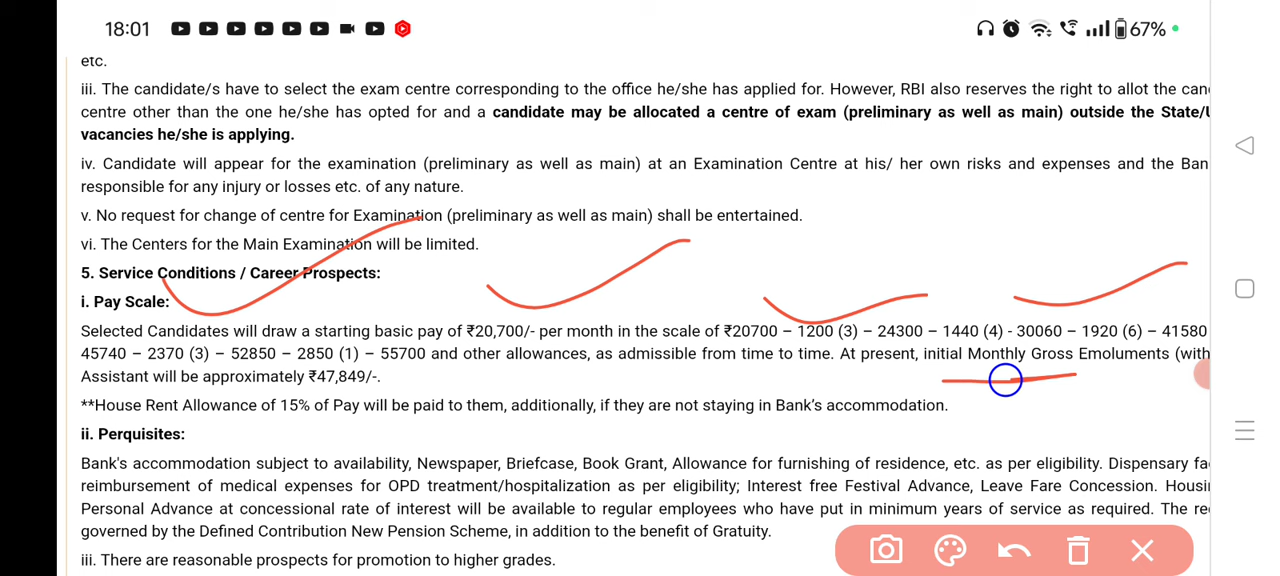 18:01 67%
etc.
iii. The candidate/s have to select the exam centre corresponding to the office he/she has applied for. However, RBI also reserves the right to allot the can
centre other than the one he/she has opted for and a candidate may be allocated a centre of exam (preliminary as well as main) outside the State/U
vacancies he/she is applying.
iv. Candidate will appear for the examination (preliminary as well as main) at an Examination Centre at his/ her own risks and expenses and the Ban
responsible for any injury or losses etc. of any nature.
v. No request for change of centre for Examination (preliminary as well as main) shall be entertained.
vi. The Centers for the Main Examination will be limited.
5. Service Conditions / Career Prospects:
i. Pay Scale:
Selected Candidates will draw a starting basic pay of ₹20,700/- per month in the scale of ₹20700 – 1200 (3) – 24300 – 1440 (4) - 30060 – 1920 (6) – 41580
45740 – 2370 (3) – 52850 – 2850 (1) – 55700 and other allowances, as admissible from time to time. At present, initial Monthly Gross Emoluments (with
Assistant will be approximately ₹47,849/-.
**House Rent Allowance of 15% of Pay will be paid to them, additionally, if they are not staying in Bank's accommodation.
ii. Perquisites:
Bank's accommodation subject to availability, Newspaper, Briefcase, Book Grant, Allowance for furnishing of residence, etc. as per eligibility. Dispensary fa
reimbursement of medical expenses for OPD treatment/hospitalization as per eligibility; Interest free Festival Advance, Leave Fare Concession. Housi
Personal Advance at concessional rate of interest will be available to regular employees who have put in minimum years of service as required. The re
governed by the Defined Contribution New Pension Scheme, in addition to the benefit of Gratuity.
iii. There are reasonable prospects for promotion to higher grades.